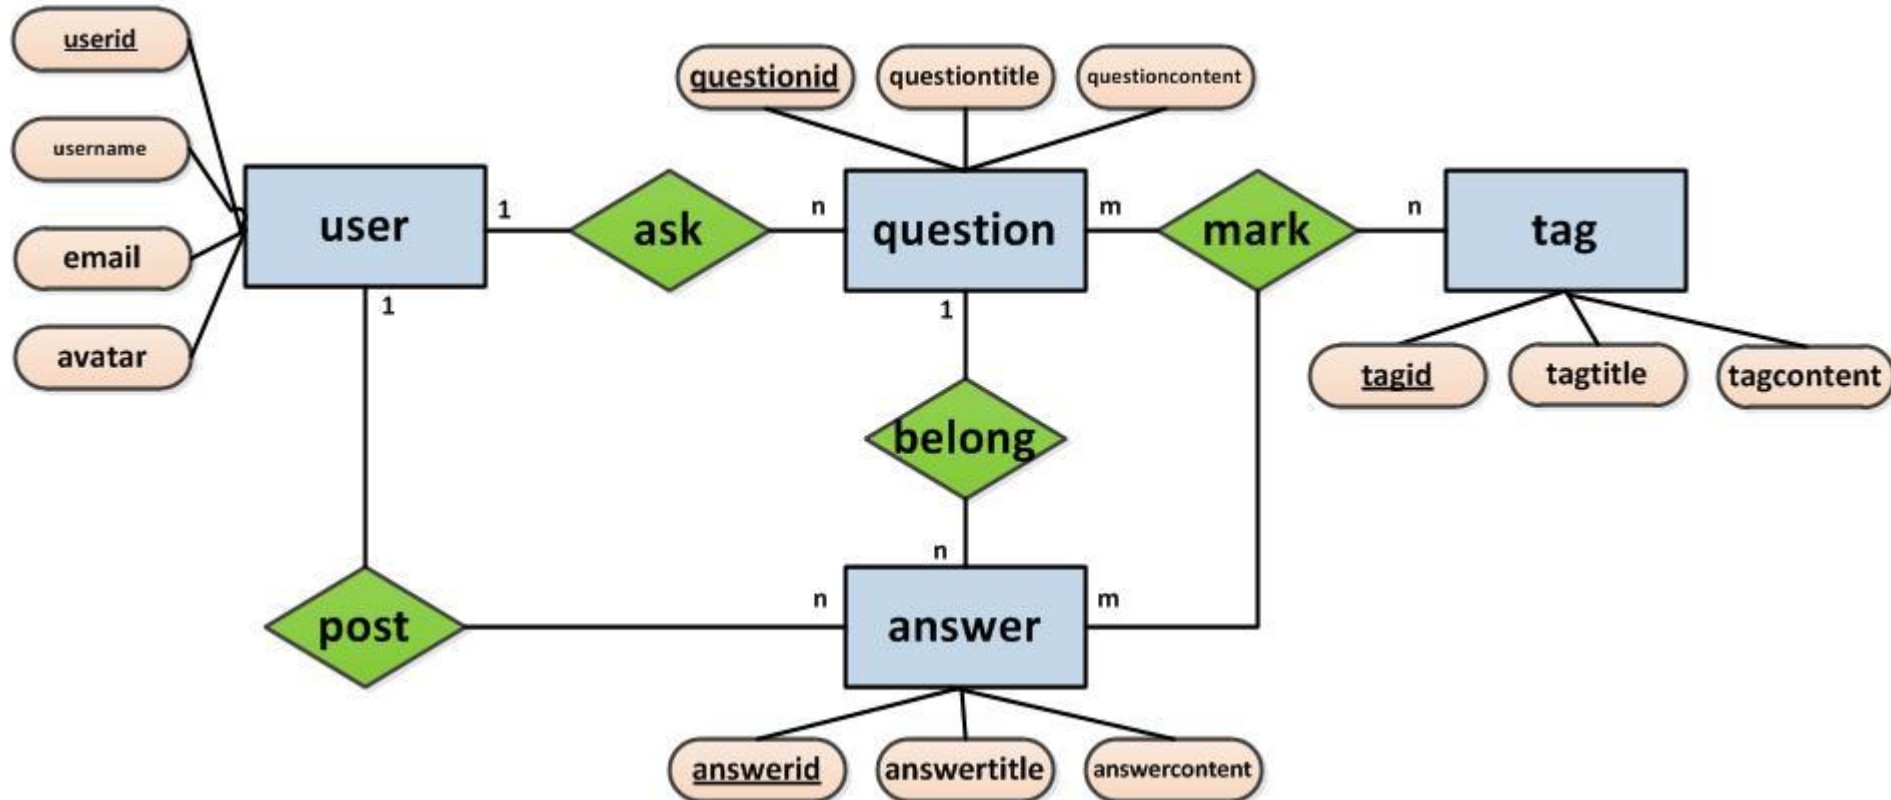 userid
username
email
avatar
user
1
ask
n
questionid
questiontitle
questioncontent
question
m
mark
n
tag
tagid
tagtitle
tagcontent
1
1
belong
n
post
n
answer
m
answerid
answertitle
answercontent